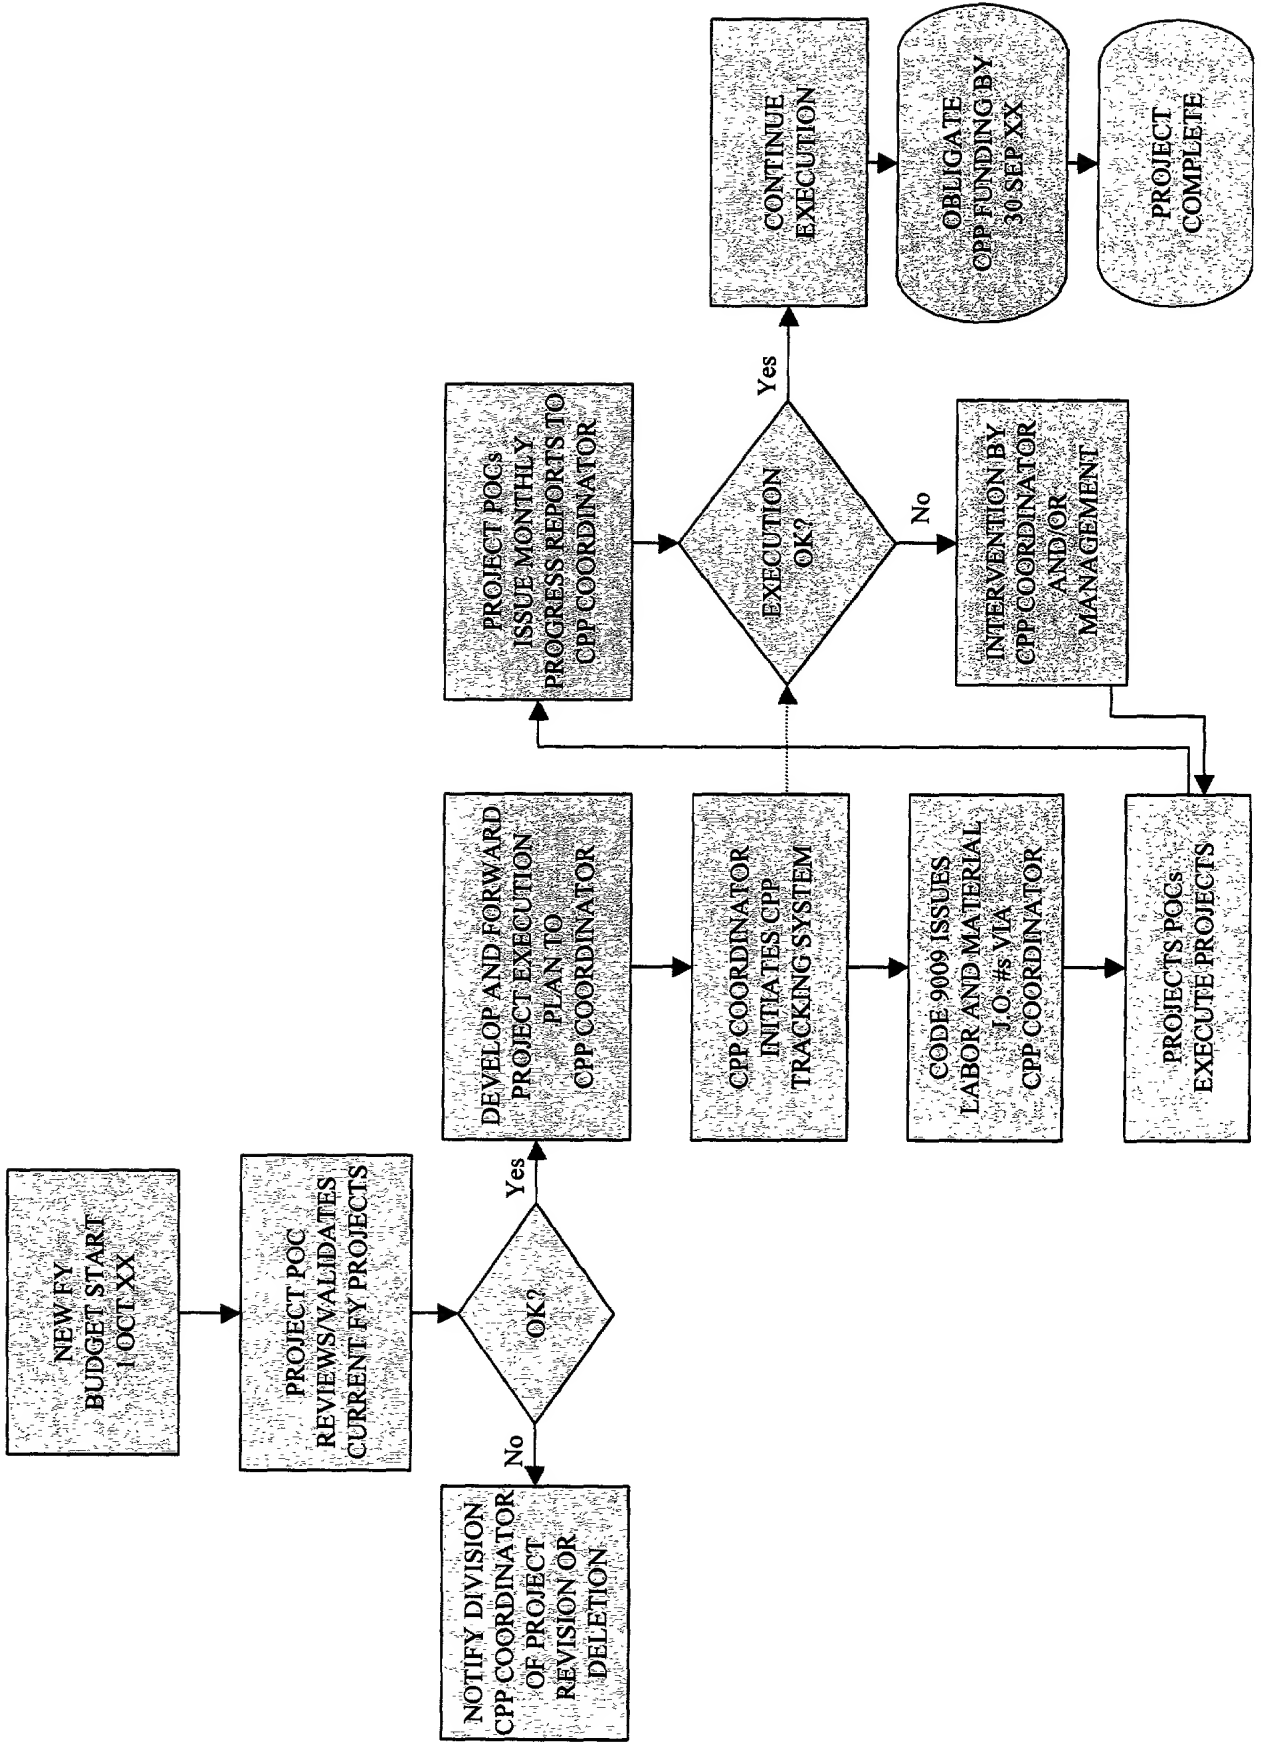 NEW FY
BUDGET START
1 OCT XX
PROJECT POC
REVIEWS/VALIDATES
CURRENT FY PROJECTS
OK?
No
NOTIFY DIVISION
CPP COORDINATOR
OF PROJECT
REVISION OR
DELETION
Yes
DEVELOP AND FORWARD
PROJECT EXECUTION
PLAN TO
CPP COORDINATOR
CPP COORDINATOR
INITIATES CPP
TRACKING SYSTEM
CODE 9009 ISSUES
LABOR AND MATERIAL
J.O. #s VIA
CPP COORDINATOR
PROJECTS POCs
EXECUTE PROJECTS
PROJECT POCs
ISSUE MONTHLY
PROGRESS REPORTS TO
CPP COORDINATOR
EXECUTION
OK?
No
INTERVENTION BY
CPP COORDINATOR
AND/OR
MANAGEMENT
Yes
CONTINUE
EXECUTION
OBLIGATE
CPP FUNDING BY
30 SEP XX
PROJECT
COMPLETE